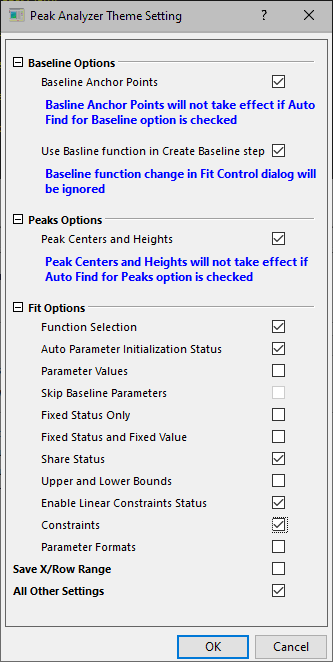 Peak Analyzer Theme Setting
Baseline Options
Baseline Anchor Points
Basline Anchor Points will not take effect if Auto
Find for Baseline option is checked
Use Basline function in Create Baseline step
Baseline function change in Fit Control dialog will
be ignored
Peaks Options
Peak Centers and Heights
Peak Centers and Heights will not take effect if
Auto Find for Peaks option is checked
Fit Options
Function Selection
Auto Parameter Initialization Status
Parameter Values
Skip Baseline Parameters
Fixed Status Only
Fixed Status and Fixed Value
Share Status
Upper and Lower Bounds
Enable Linear Constraints Status
Constraints
Parameter Formats
Save X/Row Range
All Other Settings
OK
Cancel